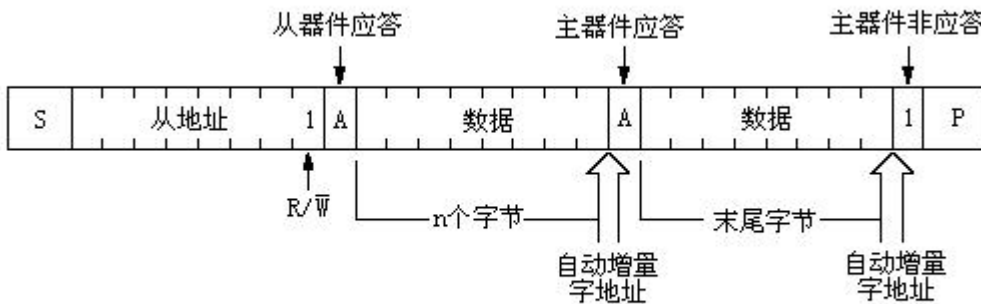 从器件应答 主器件应答 主器件非应答
S 从地址 1 A 数据 A 数据 1 P
R/W̅
n个字节 末尾字节
自动增量 自动增量
字地址 字地址